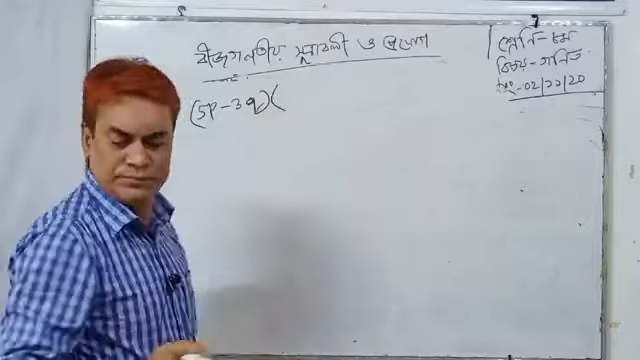 বীজগণিতীয় সূত্রাবলী ও প্রয়োগ
শ্রেণি-৮ম
বিষয়-গণিত
-02/11/20
(5P-3q)(